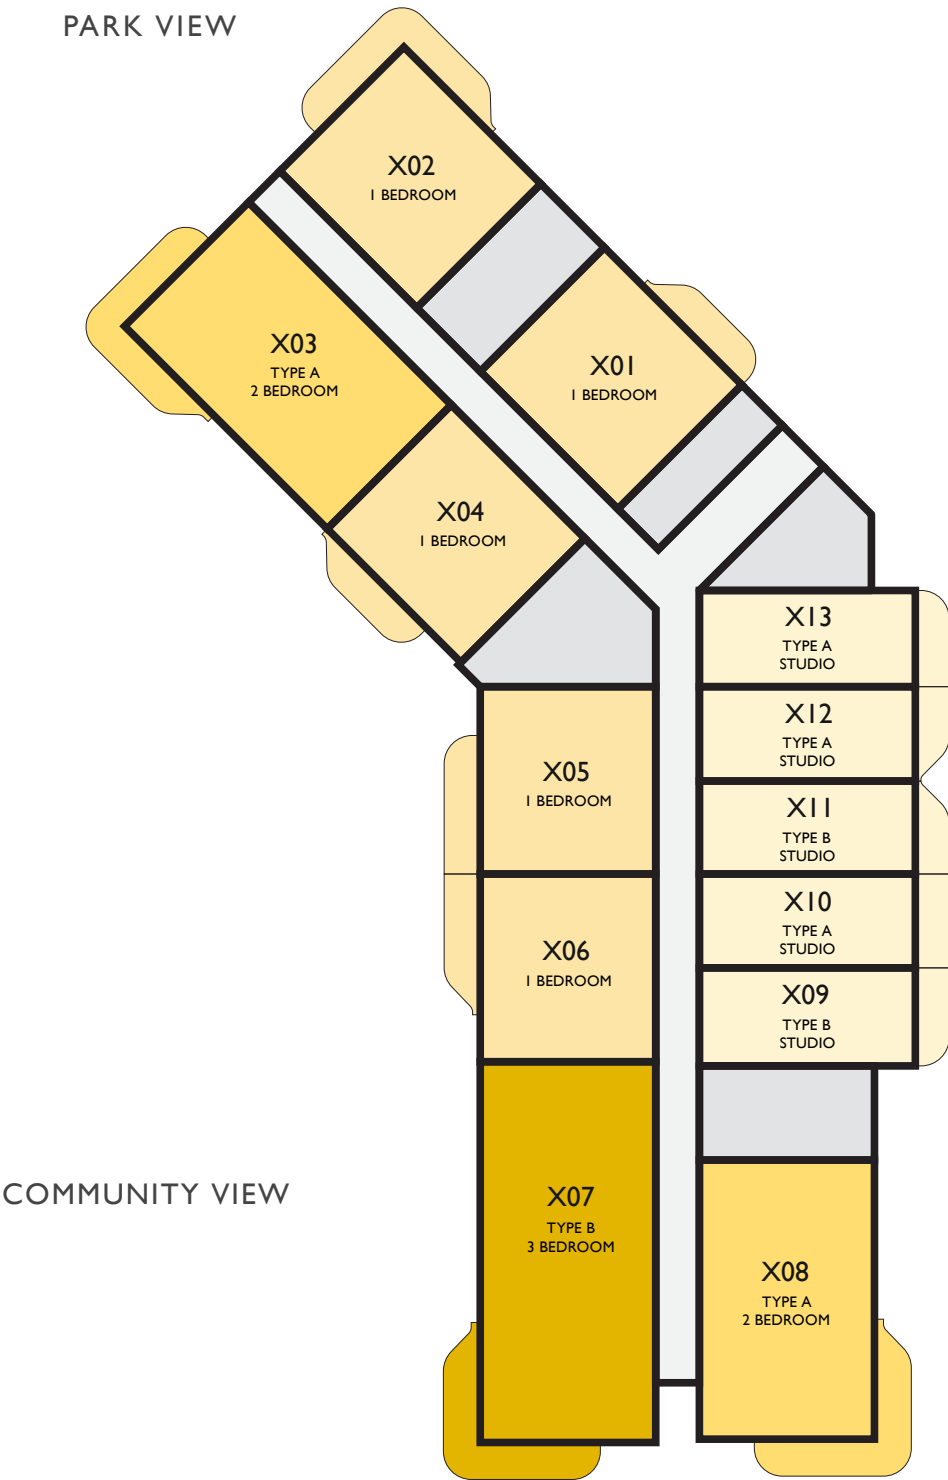 PARK VIEW
X02
1 BEDROOM
X03
TYPE A
2 BEDROOM
X01
1 BEDROOM
X04
1 BEDROOM
X13
TYPE A
STUDIO
X12
TYPE A
STUDIO
X05
1 BEDROOM
X11
TYPE B
STUDIO
X10
TYPE A
STUDIO
X06
1 BEDROOM
X09
TYPE B
STUDIO
COMMUNITY VIEW
X07
TYPE B
3 BEDROOM
X08
TYPE A
2 BEDROOM